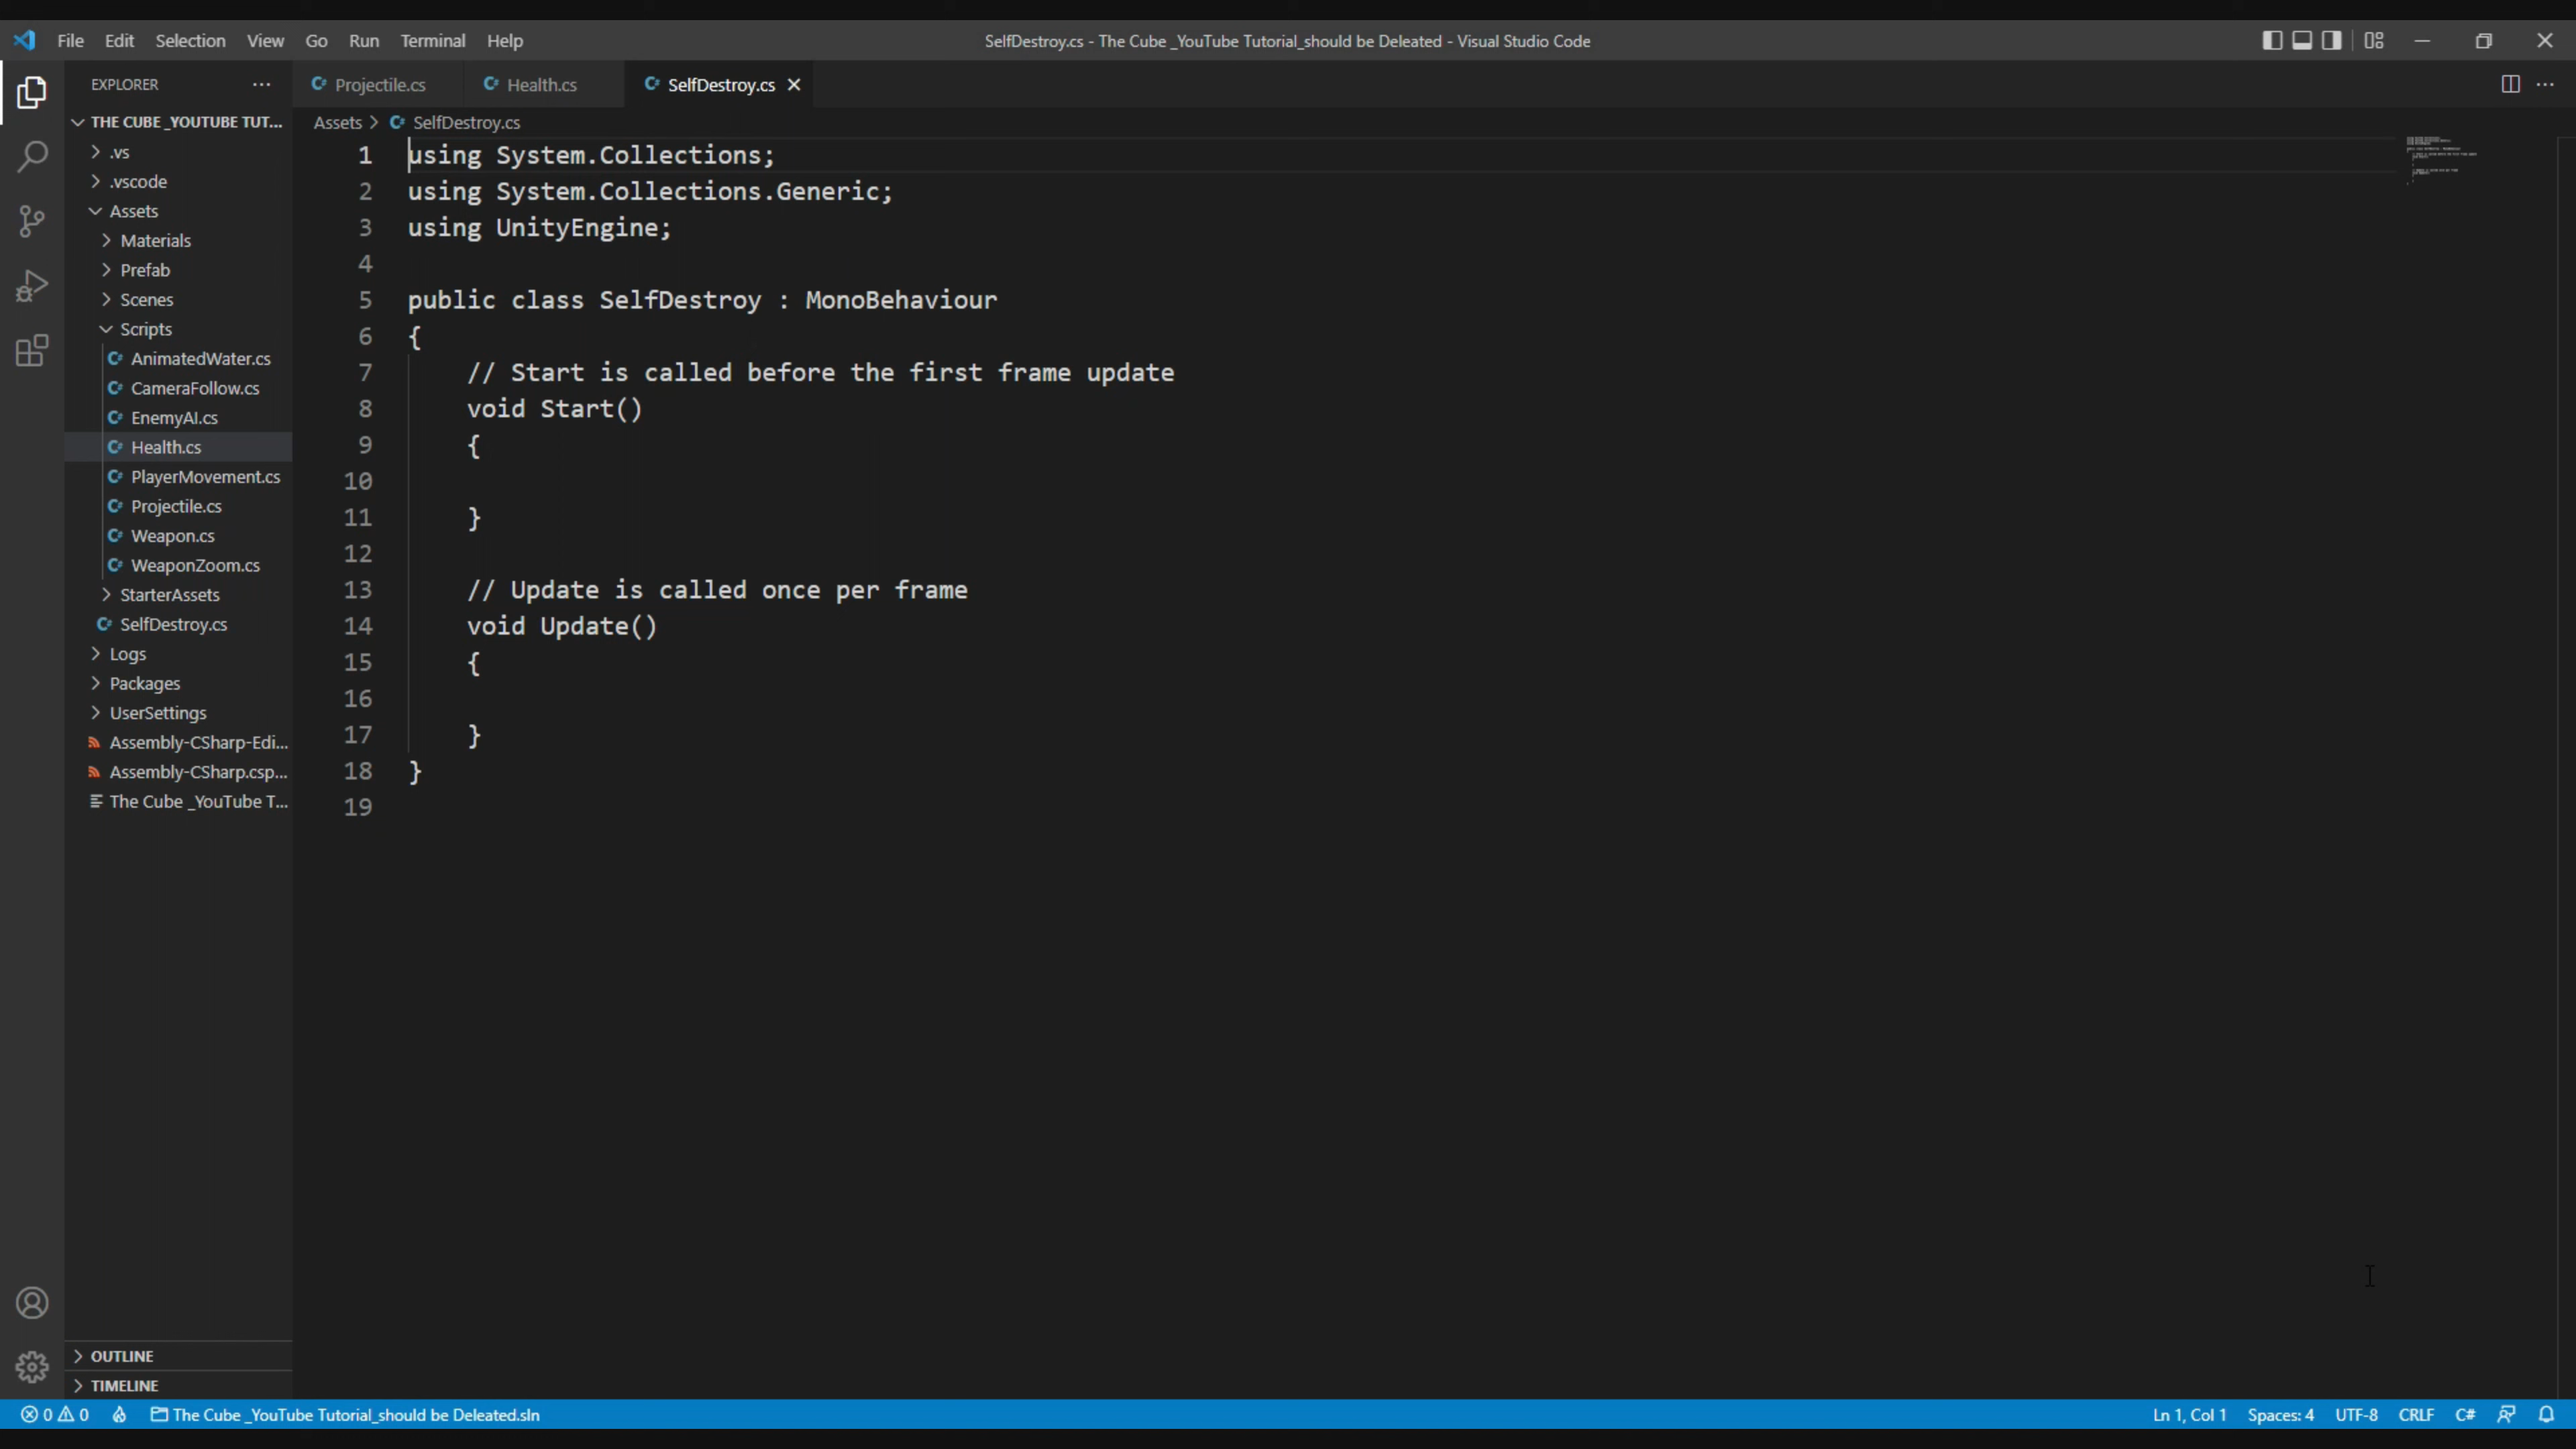 File Edit Selection View Go Run Terminal Help
SelfDestroy.cs - The Cube _YouTube Tutorial_should be Deleated - Visual Studio Code
EXPLORER
Projectile.cs
Health.cs
SelfDestroy.cs
THE CUBE _YOUTUBE TUT...
Assets > SelfDestroy.cs
.vs
.vscode
Assets
Materials
Prefab
Scenes
Scripts
AnimatedWater.cs
CameraFollow.cs
EnemyAI.cs
Health.cs
PlayerMovement.cs
Projectile.cs
Weapon.cs
WeaponZoom.cs
StarterAssets
SelfDestroy.cs
Logs
Packages
UserSettings
Assembly-CSharp-Edi...
Assembly-CSharp.csp...
The Cube _YouTube T...
OUTLINE
TIMELINE
1 using System.Collections;
2 using System.Collections.Generic;
3 using UnityEngine;
4
5 public class SelfDestroy : MonoBehaviour
6 {
7     // Start is called before the first frame update
8     void Start()
9     {
10
11     }
12
13     // Update is called once per frame
14     void Update()
15     {
16
17     }
18 }
19
0 0 The Cube _YouTube Tutorial_should be Deleated.sln
Ln 1, Col 1 Spaces: 4 UTF-8 CRLF C#